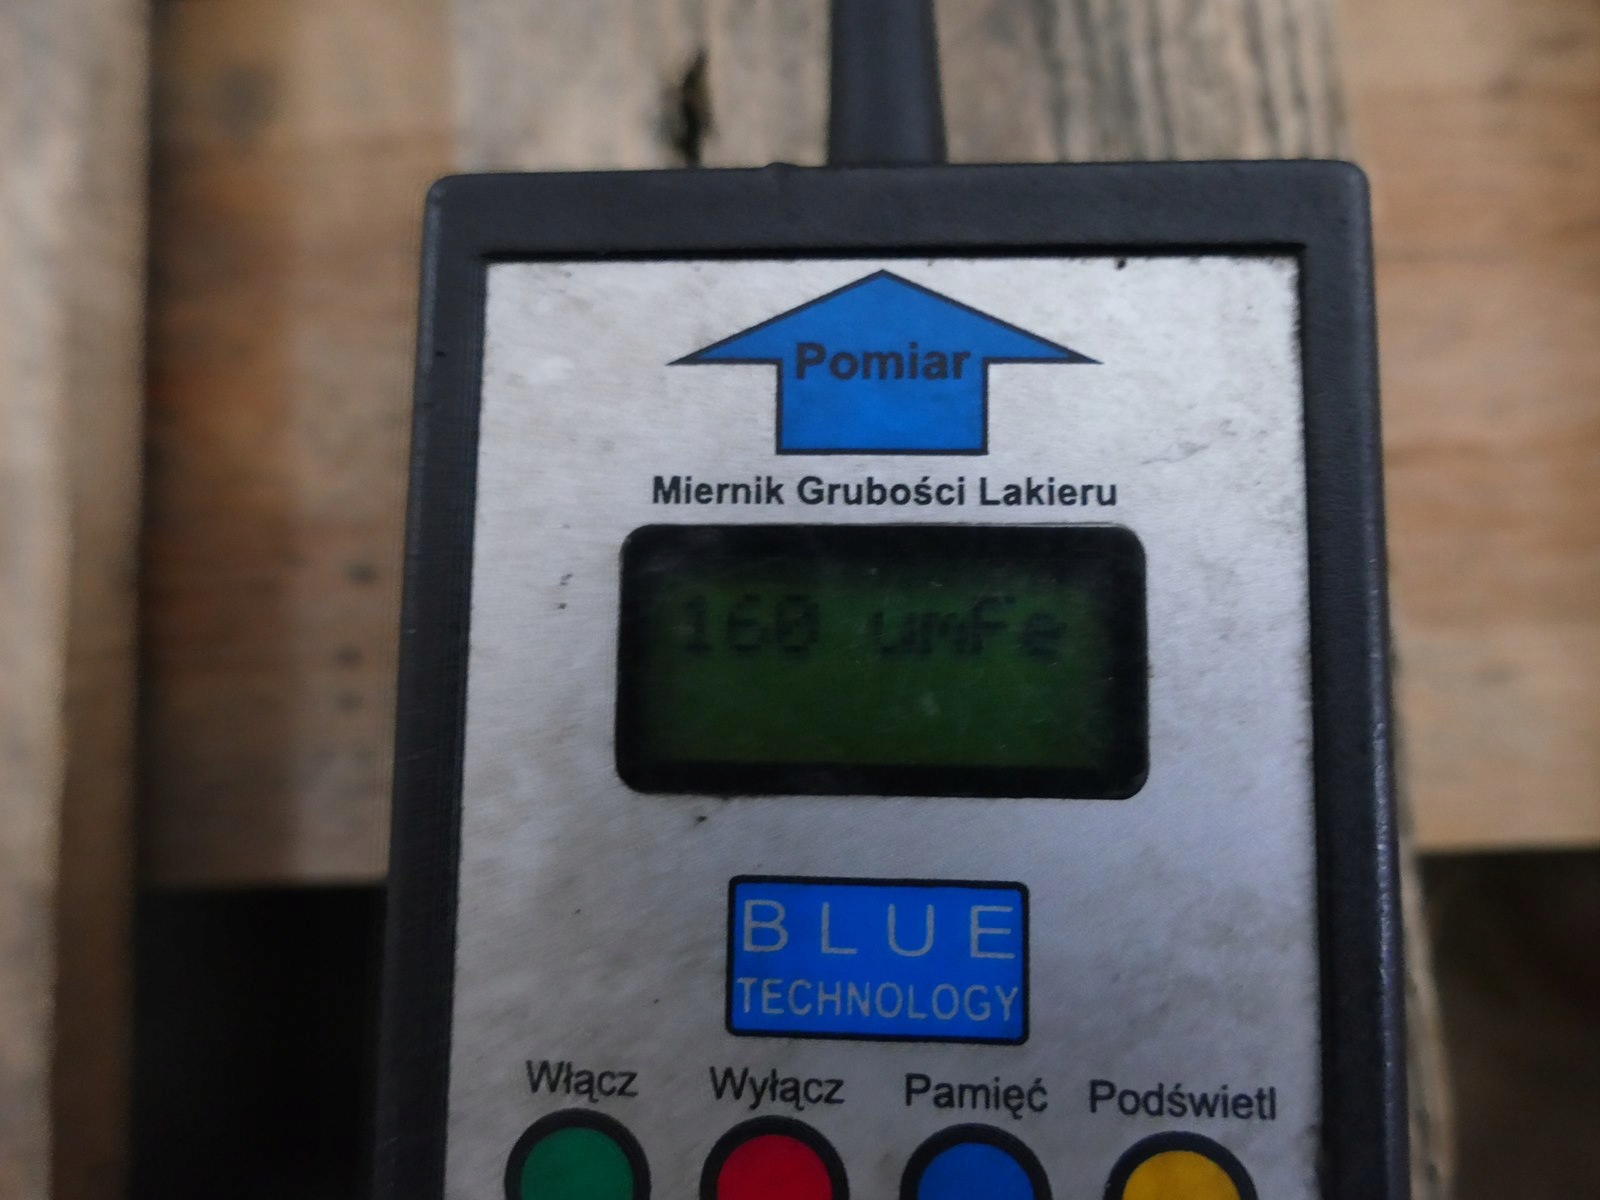 Pomiar
Miernik Grubości Lakieru
160 umFe
BLUE
TECHNOLOGY
Włącz Wyłącz Pamięć Podświetl